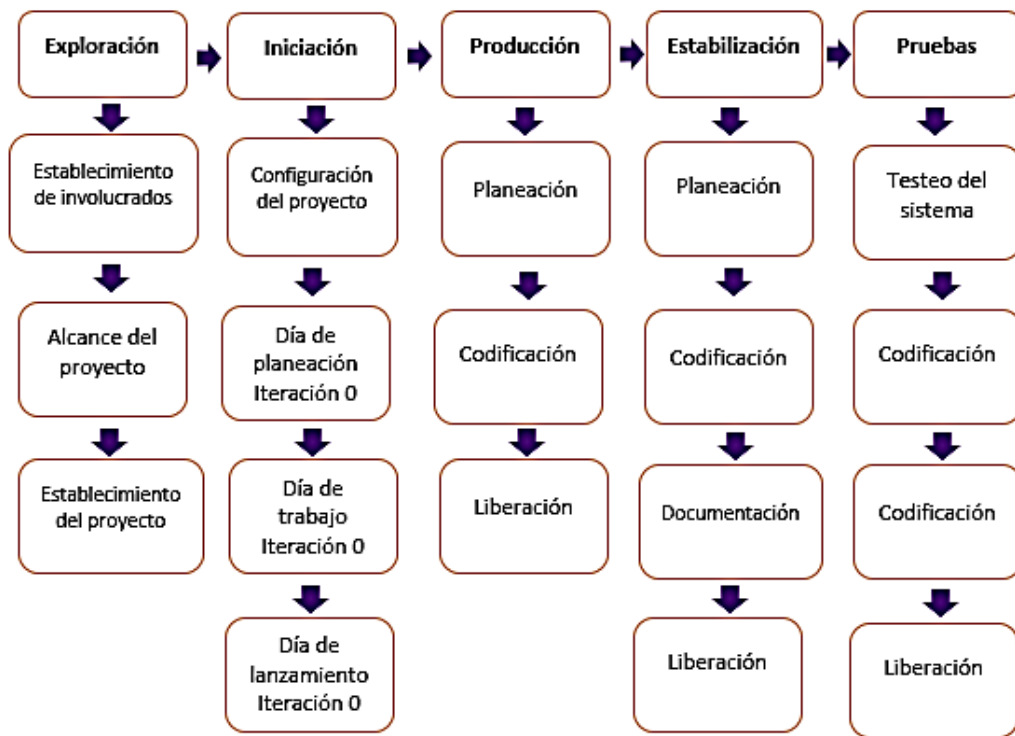 Exploración
Iniciación
Producción
Estabilización
Pruebas
Establecimiento
de involucrados
Configuración
del proyecto
Planeación
Planeación
Testeo del
sistema
Alcance del
proyecto
Día de
planeación
Iteración 0
Codificación
Codificación
Codificación
Establecimiento
del proyecto
Día de
trabajo
Iteración 0
Liberación
Documentación
Codificación
Día de
lanzamiento
Iteración 0
Liberación
Liberación